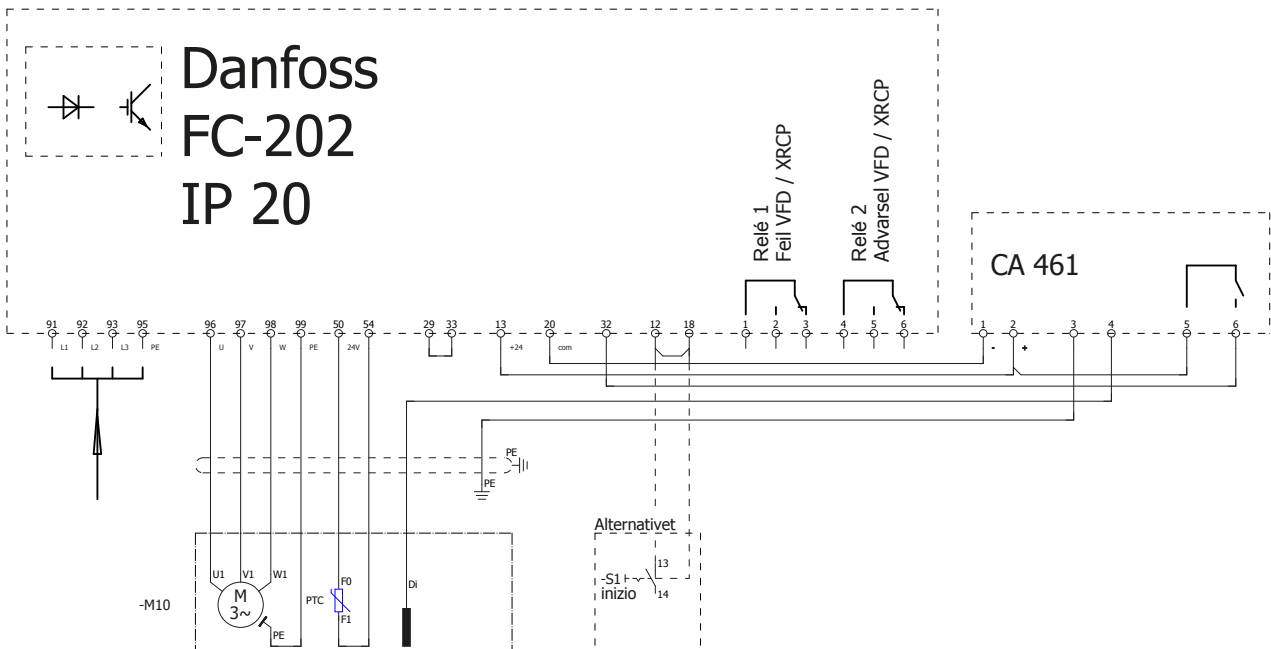 Danfoss
FC-202
IP 20
Relé 1
Feil VFD / XRCP
Relé 2
Advarsel VFD / XRCP
CA 461
91 92 93 95 96 97 98 99 50 54 29 33 13 20 32 12 18 1 2 3 4 5 6 1 2 3 4 5 6
L1 L2 L3 PE U V W PE 24V +24 com - +
PE
PE
Alternativet
-M10
U1 V1 W1
M
3~
PE
PTC
F0
F1
Di
-S1
inizio
13
14